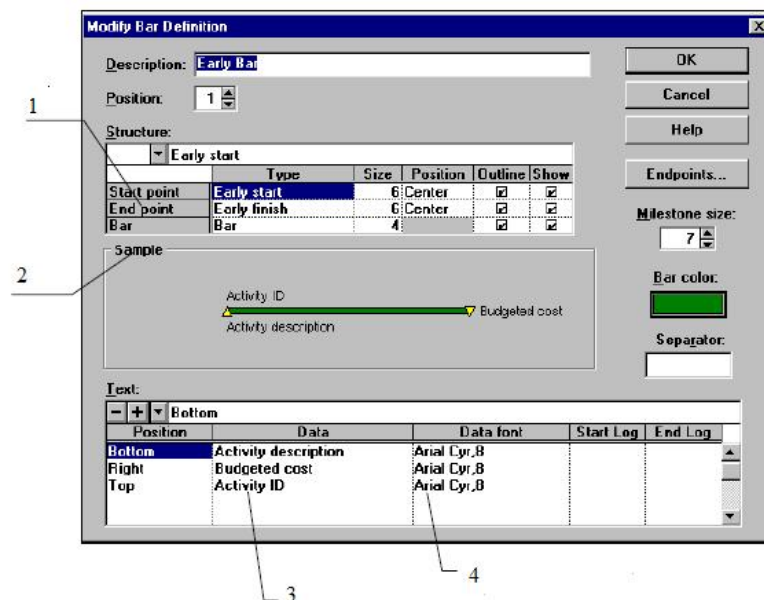 Modify Bar Definition
Description: Early Bar
OK
Position: 1
Cancel
1
Structure:
Help
Early start
Type Size Position Outline Show
Endpoints...
Start point Early start 6 Center
End point Early finish 6 Center
Milestone size:
Bar Bar 4
7
Sample
2
Bar color:
Activity ID
Budgeted cost
Activity description
Separator:
Text:
Bottom
Position Data Data font Start Log End Log
Bottom Activity description Arial Cyr,8
Right Budgeted cost Arial Cyr,8
Top Activity ID Arial Cyr,8
4
3